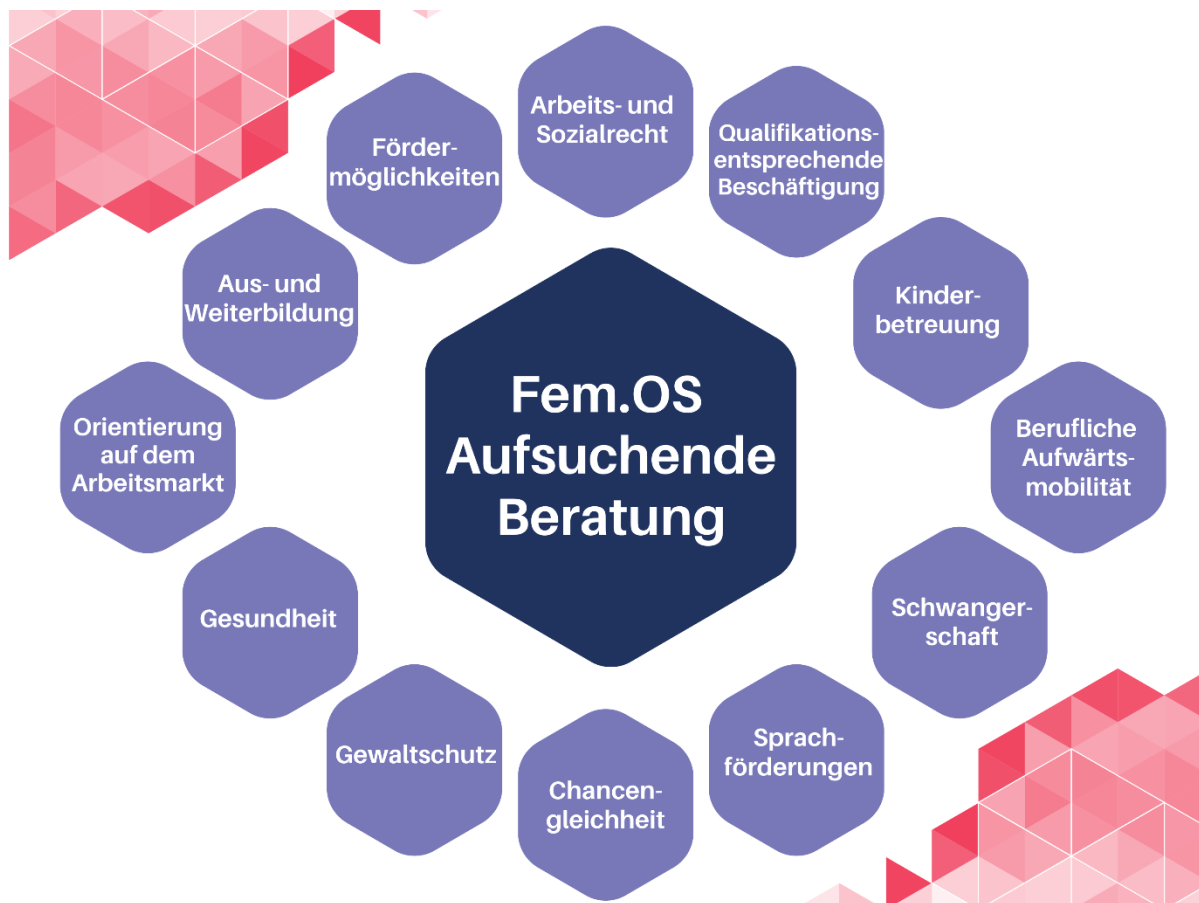 Arbeits- und
Sozialrecht
Qualifikations-
entsprechende
Beschäftigung
Förder-
möglichkeiten
Kinder-
betreuung
Aus- und
Weiterbildung
Fem.OS
Aufsuchende
Beratung
Berufliche
Aufwärts-
mobilität
Orientierung
auf dem
Arbeitsmarkt
Schwanger-
schaft
Gesundheit
Sprach-
förderungen
Gewaltschutz
Chancen-
gleichheit